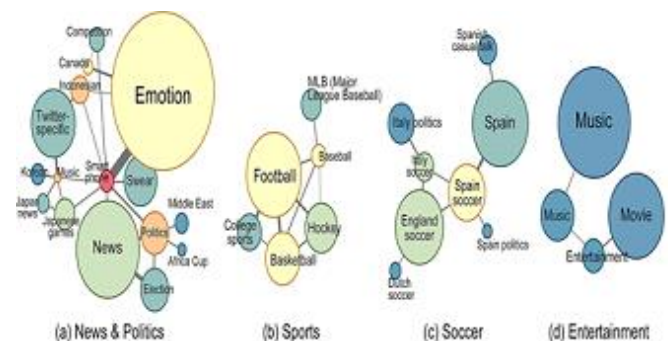 Competition
Canada
Indonesian
Emotion
Twitter-
specific
Korea
Music
Smart
phone
Swear
Japan
news
Japanese
games
News
Politics
Middle East
Africa Cup
Election
(a) News & Politics
MLB (Major
League Baseball)
Baseball
Football
College
sports
Hockey
Basketball
(b) Sports
Spanish
casual talk
Italy politics
Spain
Italy
soccer
Spain
soccer
England
soccer
Spain politics
Dutch
soccer
(c) Soccer
Music
Music
Movie
Entertainment
(d) Entertainment